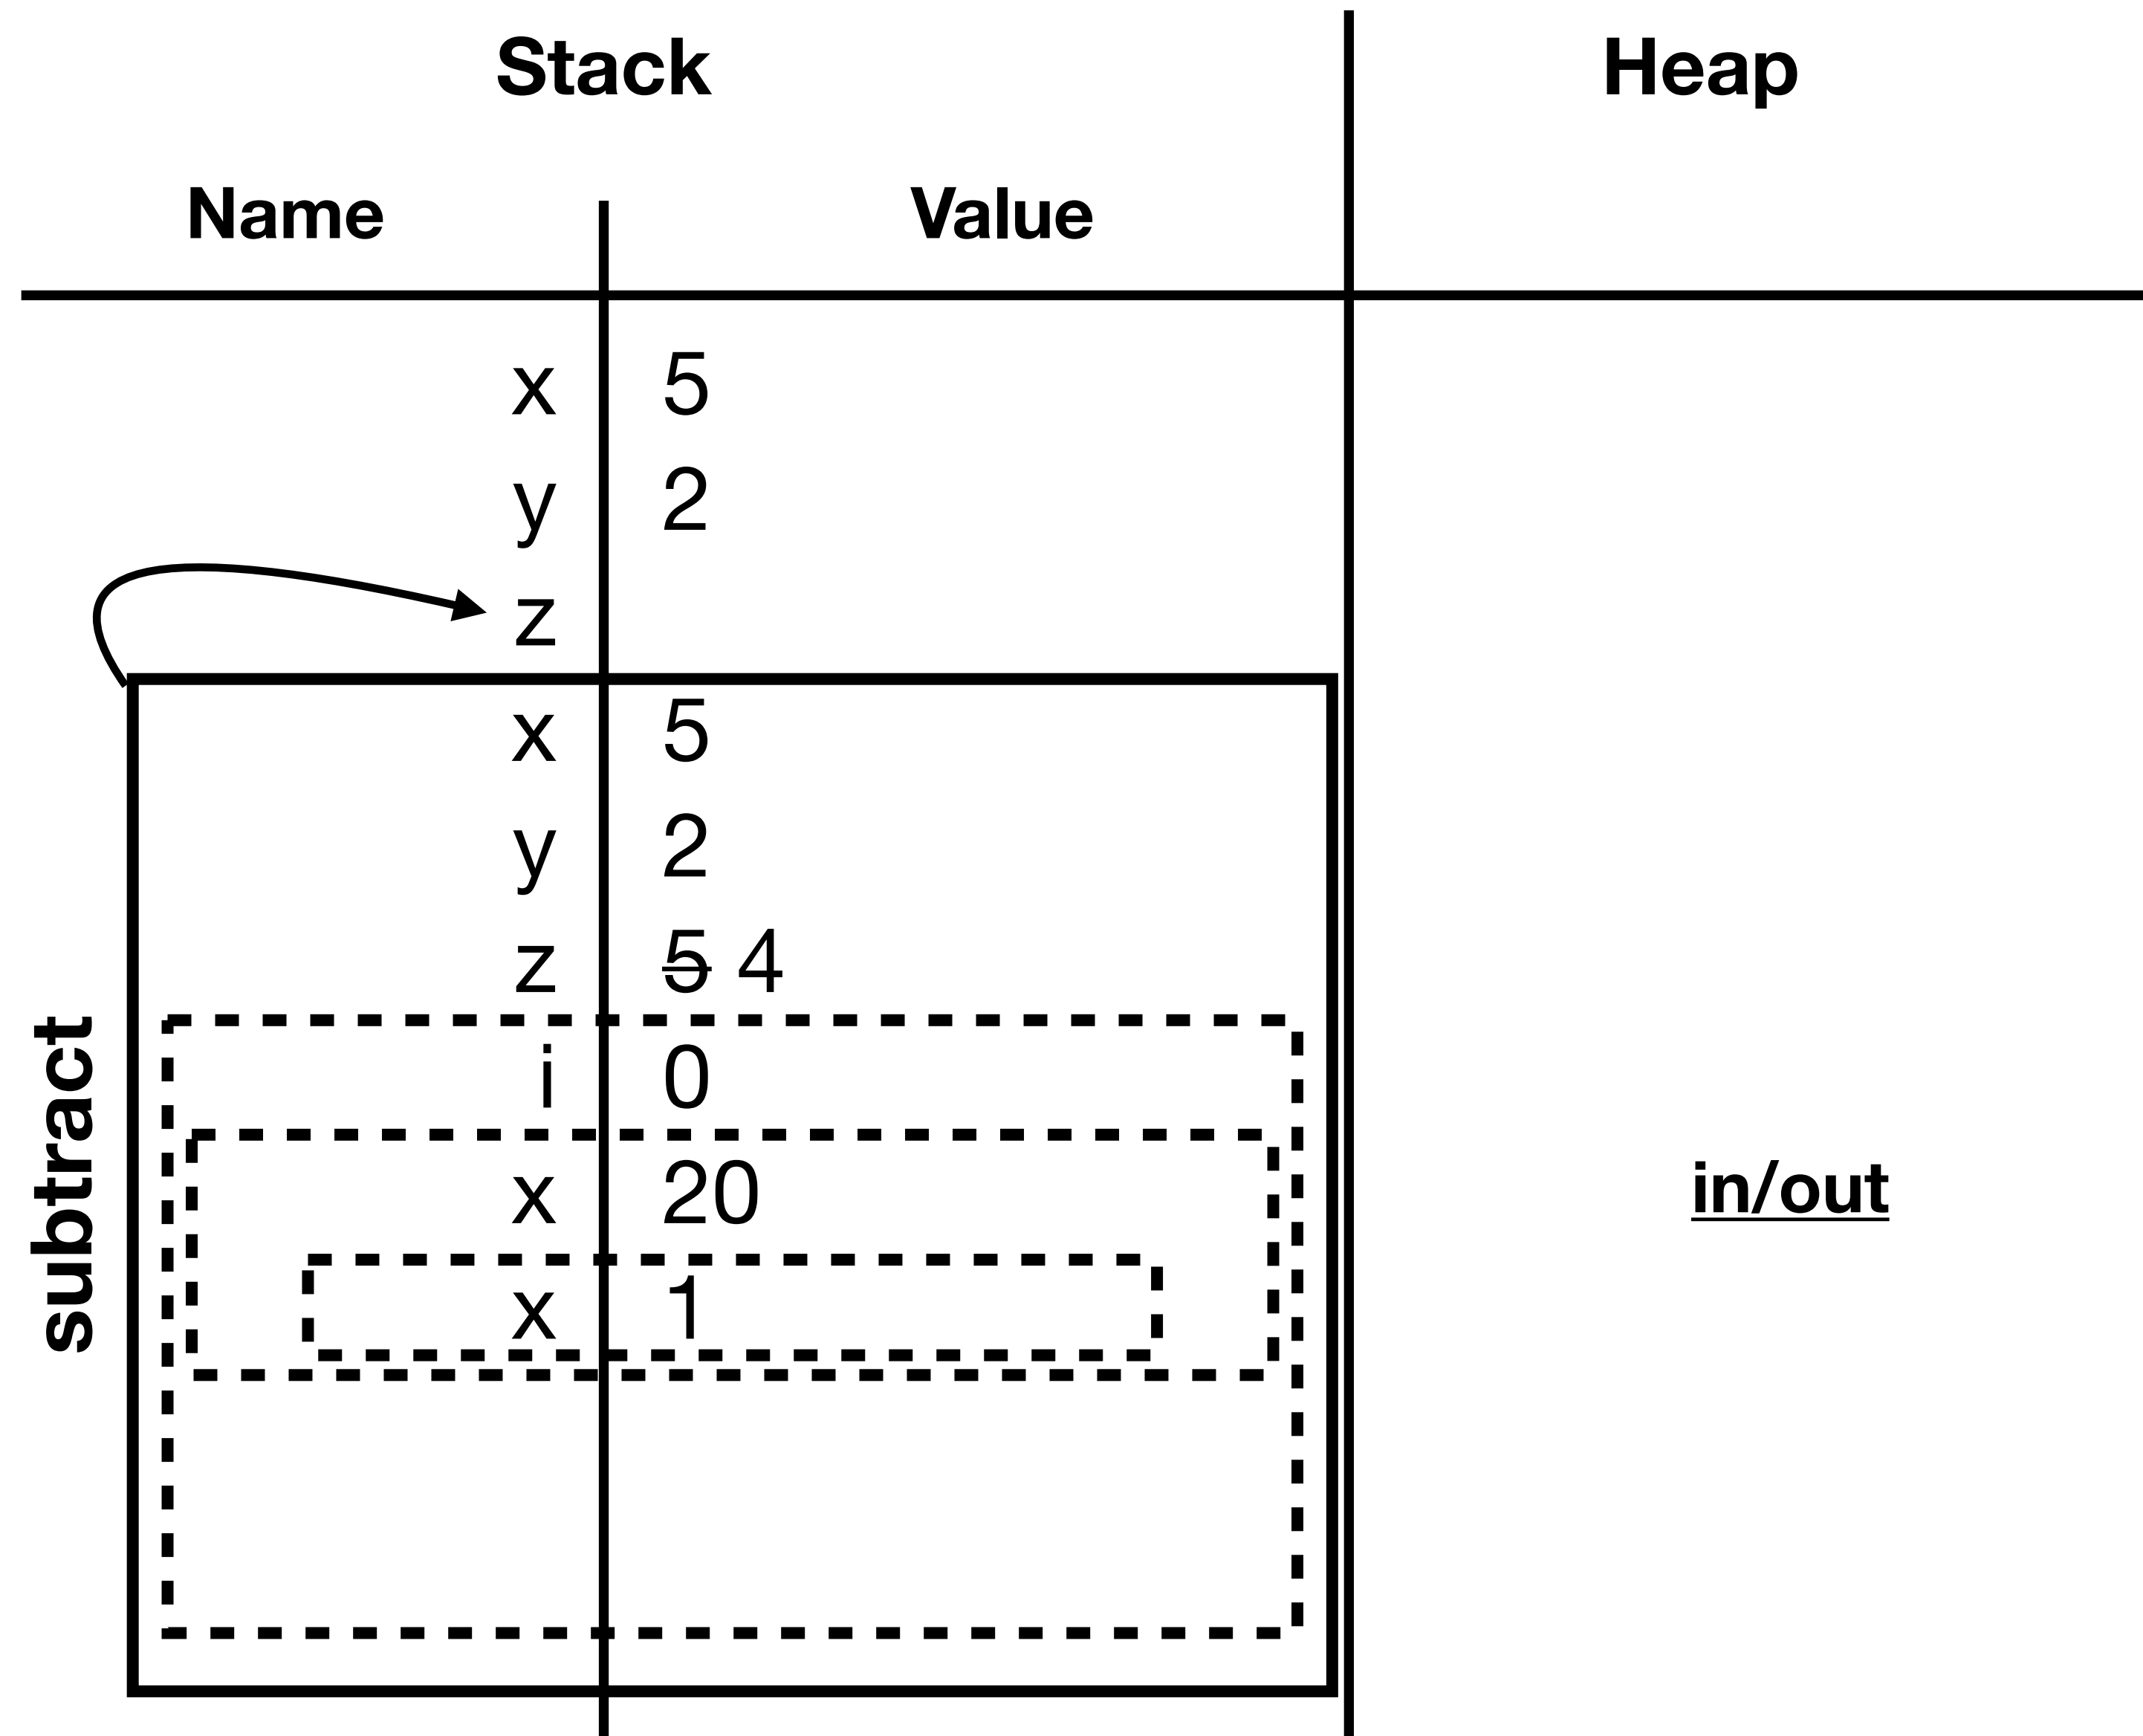 Stack Heap
Name Value
x 5
y 2
z
x 5
y 2
z 5 4
i 0
x 20
x 1
subtract
in/out